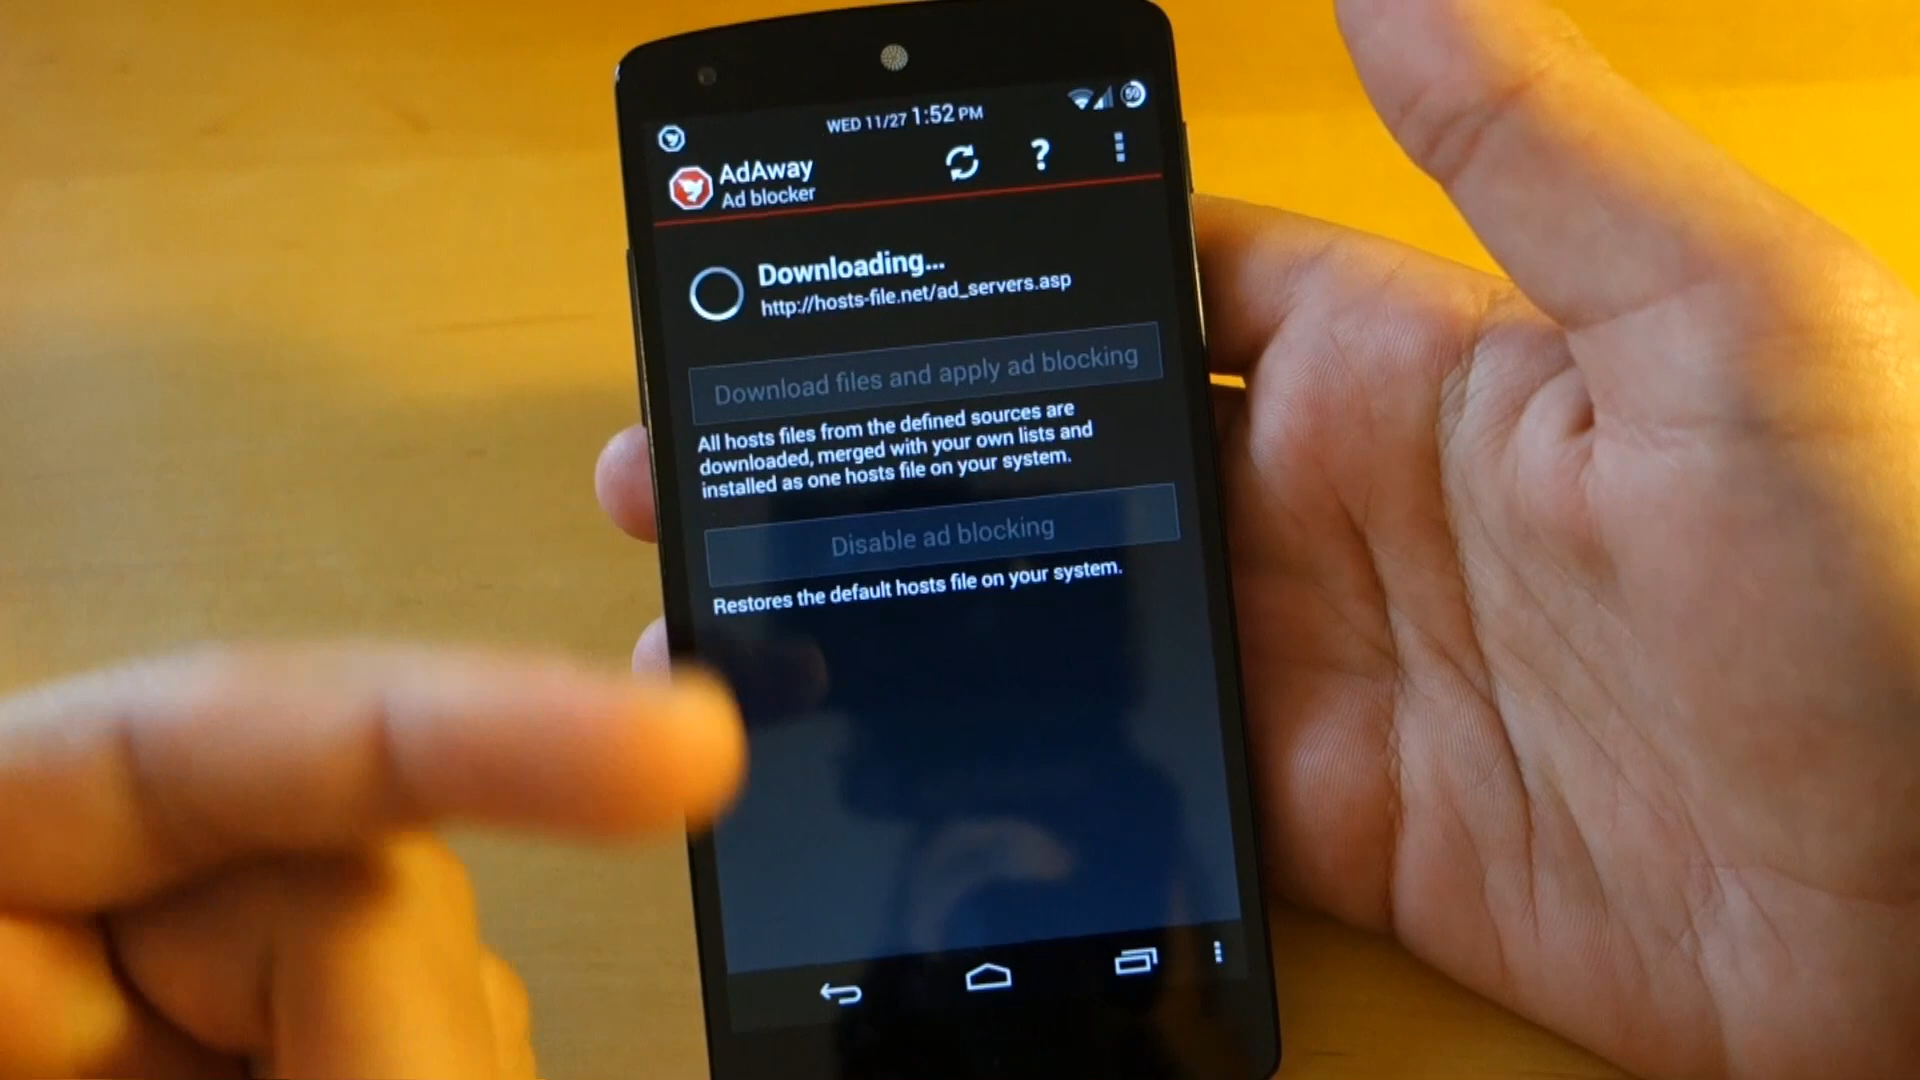 WED 11/27 1:52 PM
59
AdAway
Ad blocker
?
Downloading...
http://hosts-file.net/ad_servers.asp
Download files and apply ad blocking
All hosts files from the defined sources are
downloaded, merged with your own lists and
installed as one hosts file on your system.
Disable ad blocking
Restores the default hosts file on your system.